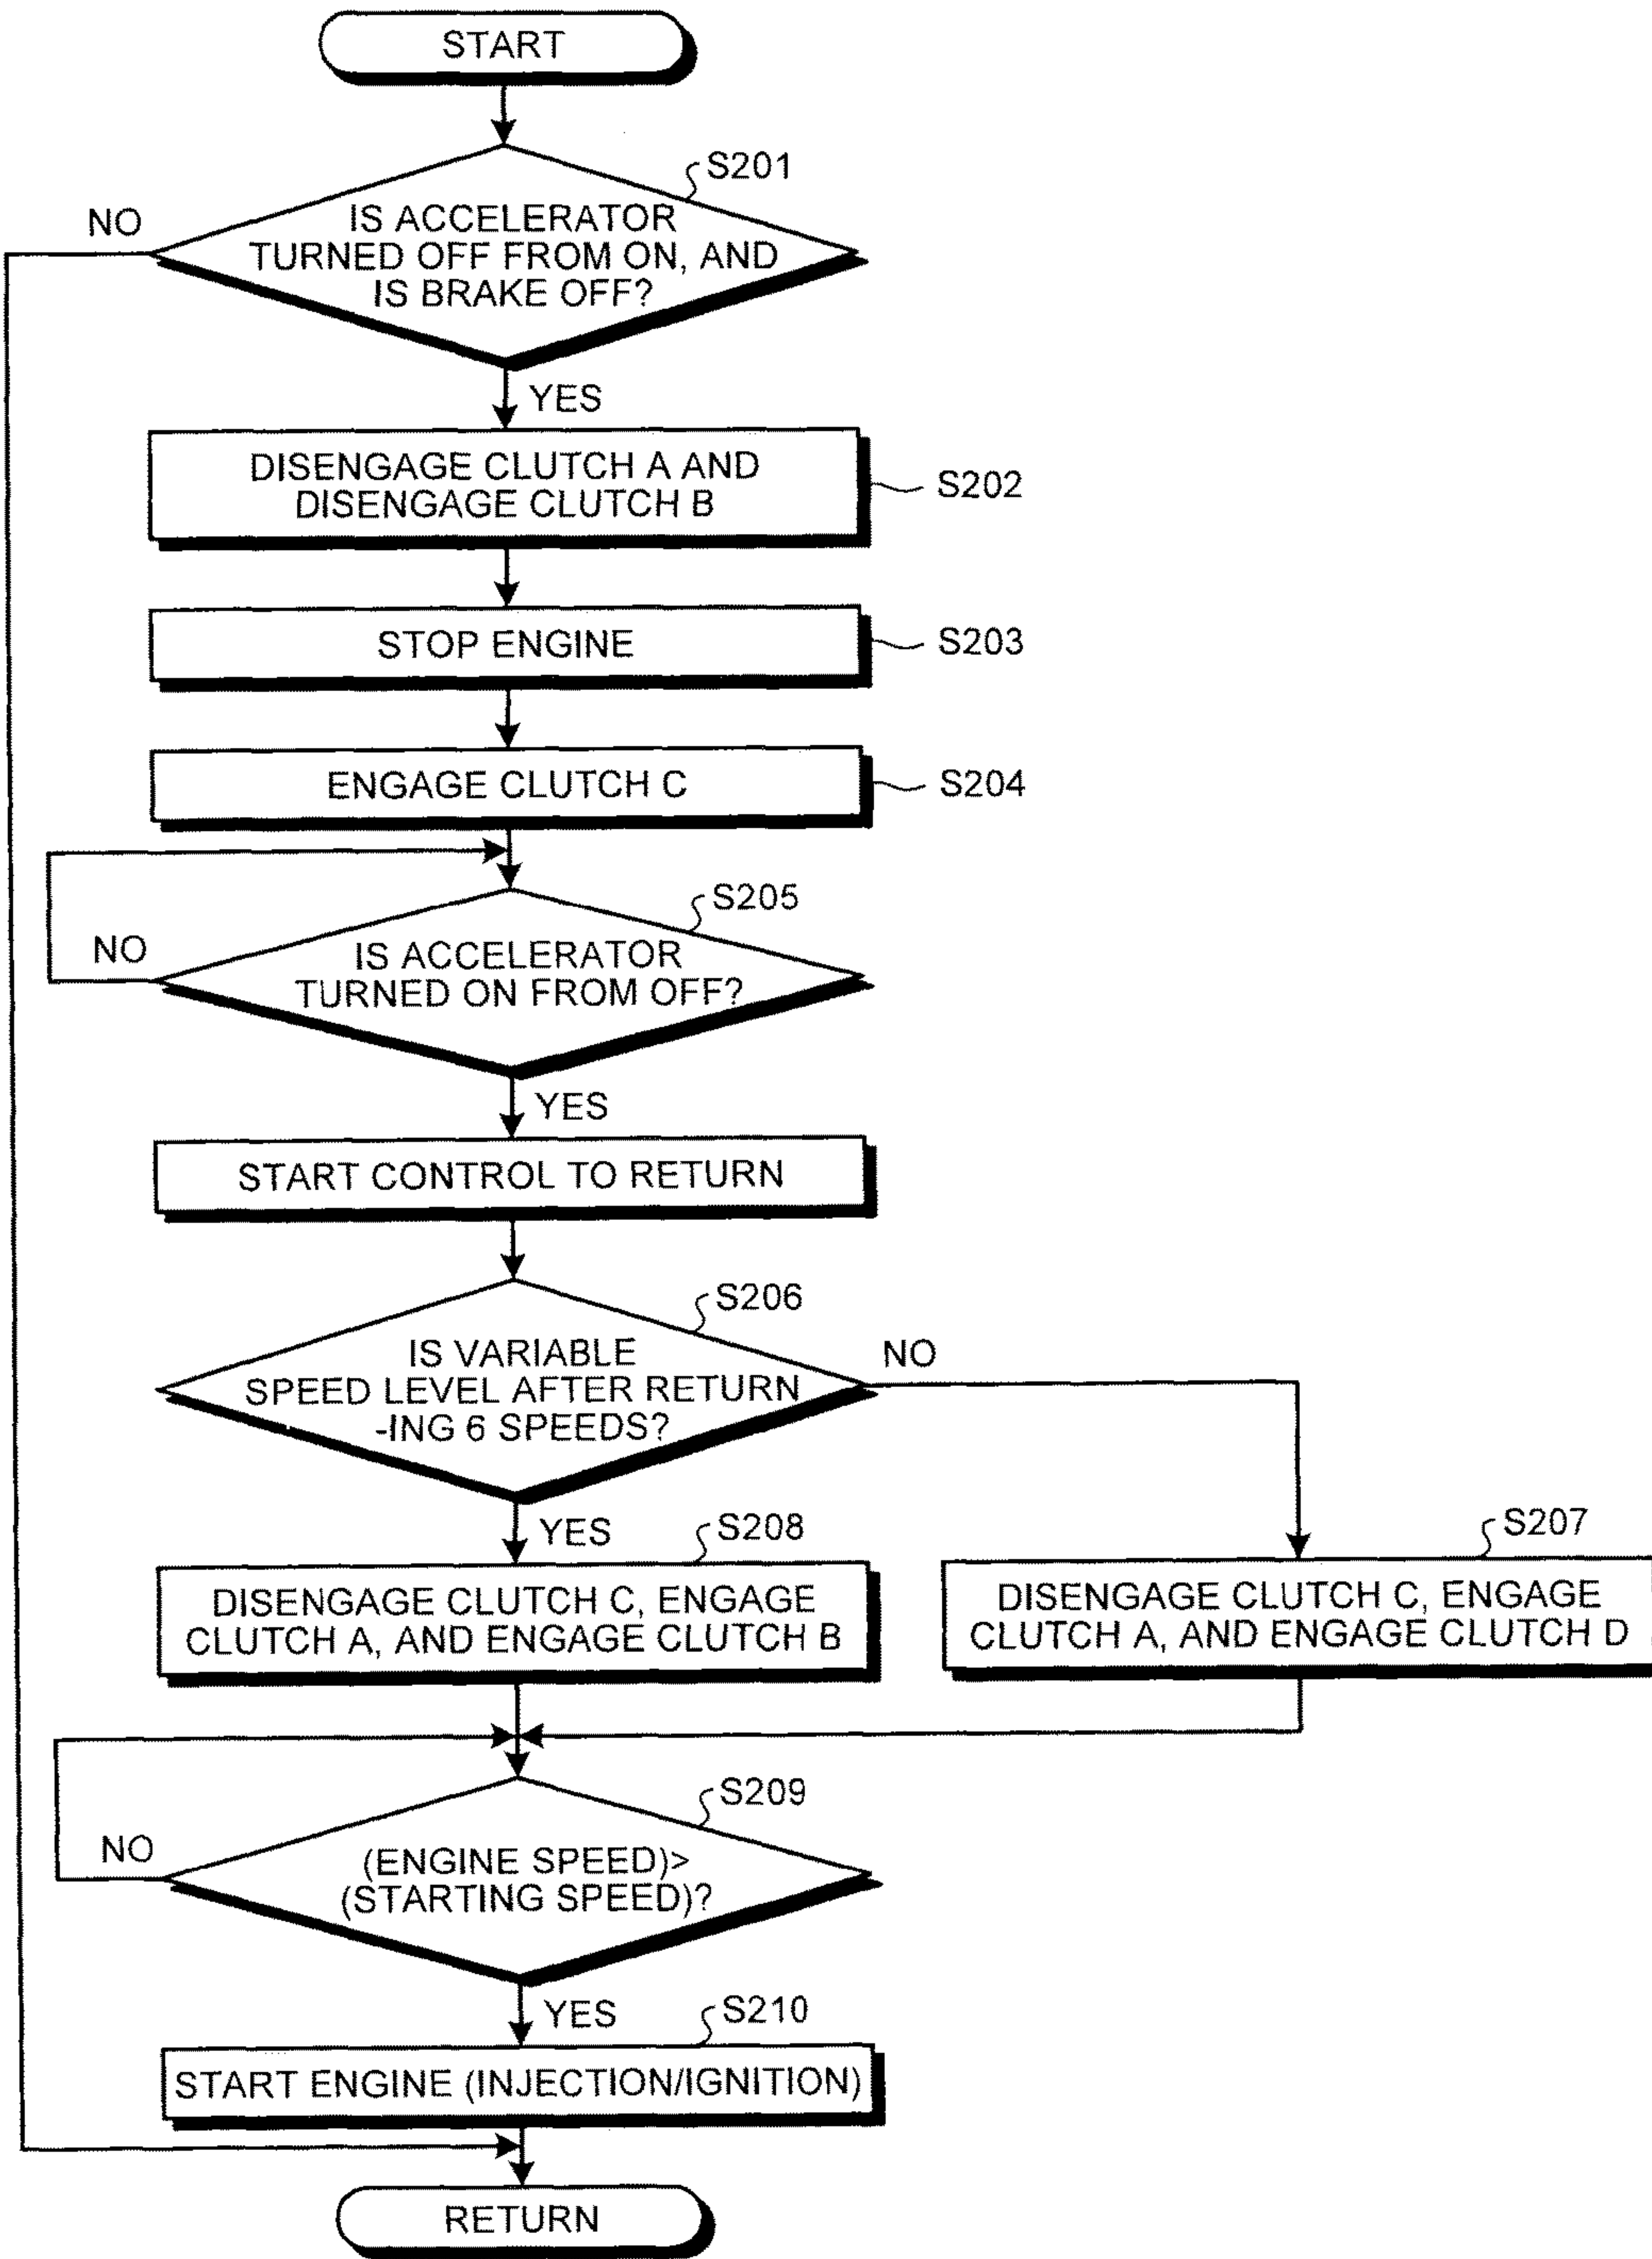 START
S201
NO
IS ACCELERATOR
TURNED OFF FROM ON, AND
IS BRAKE OFF?
YES
DISENGAGE CLUTCH A AND
DISENGAGE CLUTCH B
S202
STOP ENGINE
S203
ENGAGE CLUTCH C
S204
S205
NO
IS ACCELERATOR
TURNED ON FROM OFF?
YES
START CONTROL TO RETURN
S206
IS VARIABLE
SPEED LEVEL AFTER RETURN
-ING 6 SPEEDS?
NO
YES
S208
DISENGAGE CLUTCH C, ENGAGE
CLUTCH A, AND ENGAGE CLUTCH B
S207
DISENGAGE CLUTCH C, ENGAGE
CLUTCH A, AND ENGAGE CLUTCH D
S209
NO
(ENGINE SPEED)>
(STARTING SPEED)?
YES
S210
START ENGINE (INJECTION/IGNITION)
RETURN